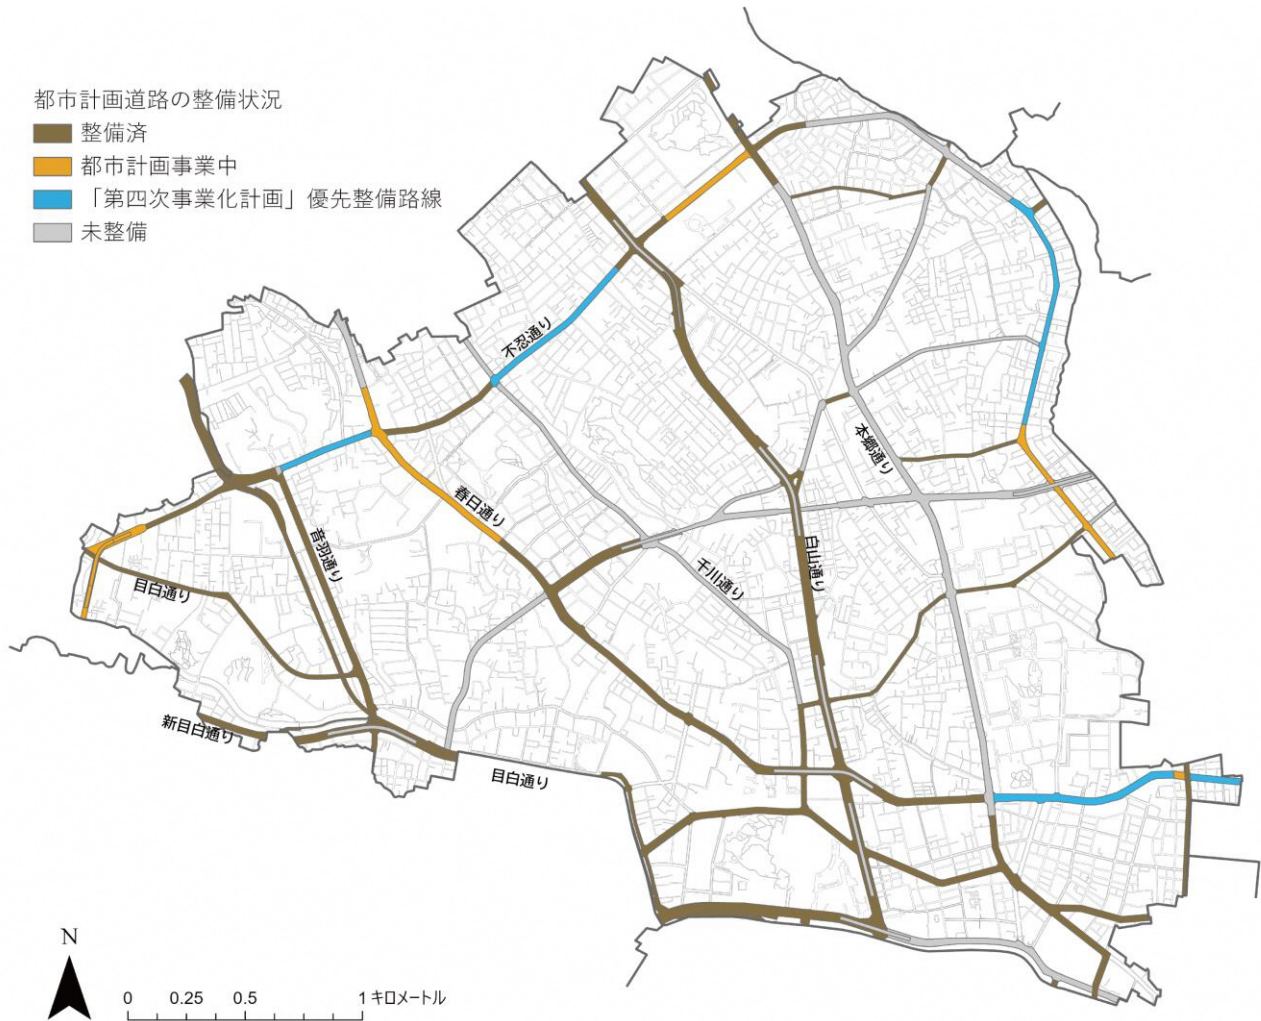 都市計画道路の整備状況
整備済
都市計画事業中
「第四次事業化計画」優先整備路線
未整備
不忍通り
本郷通り
春日通り
音羽通り
白山通り
千川通り
目白通り
新目白通り
目白通り
N
0 0.25 0.5 1 キロメートル